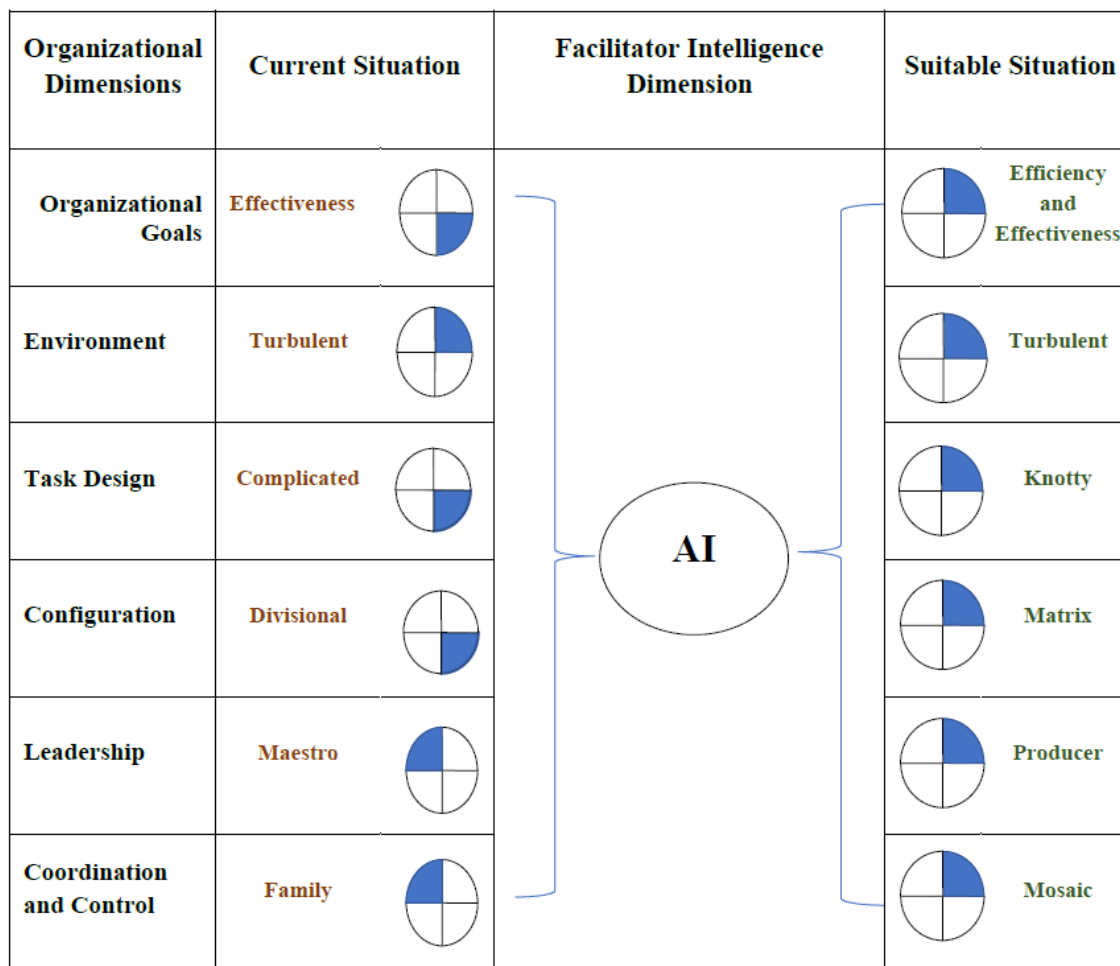 Organizational
Dimensions
Current Situation
Facilitator Intelligence
Dimension
Suitable Situation
Organizational
Goals
Effectiveness
Efficiency
and
Effectiveness
Environment
Turbulent
Turbulent
Task Design
Complicated
Knotty
AI
Configuration
Divisional
Matrix
Leadership
Maestro
Producer
Coordination
and Control
Family
Mosaic